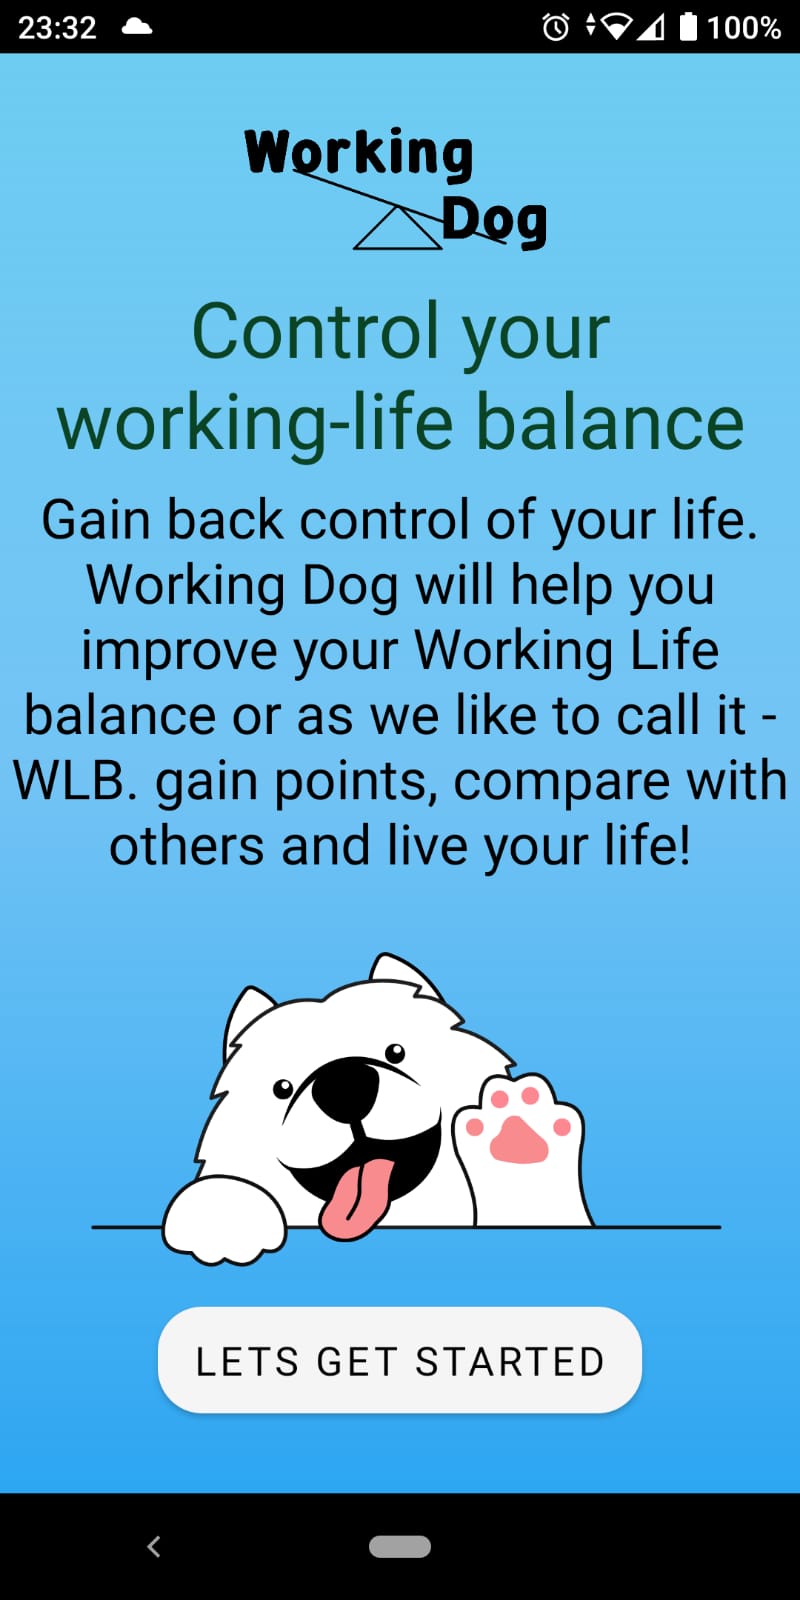 23:32
100%
Working
Dog
Control your
working-life balance
Gain back control of your life.
Working Dog will help you
improve your Working Life
balance or as we like to call it -
WLB. gain points, compare with
others and live your life!
LETS GET STARTED